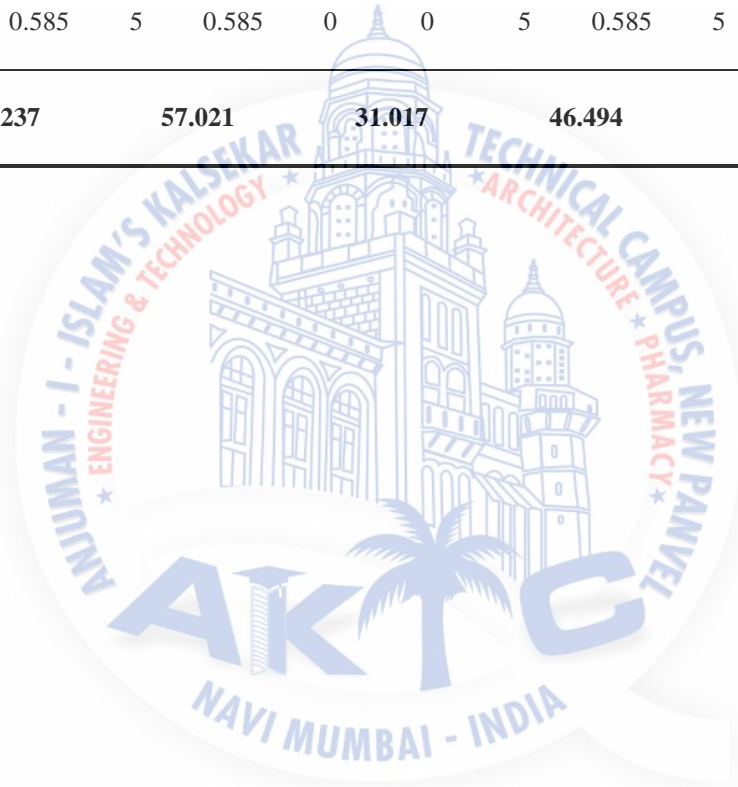 0.585 5 0.585 0 0 5 0.585 5
237 57.021 31.017 46.494
ANJUMAN - I - ISLAM'S KALSEKAR TECHNICAL CAMPUS, NEW PANVEL
★ ENGINEERING & TECHNOLOGY ★ ★ ARCHITECTURE ★ PHARMACY ★
AKTC
NAVI MUMBAI - INDIA